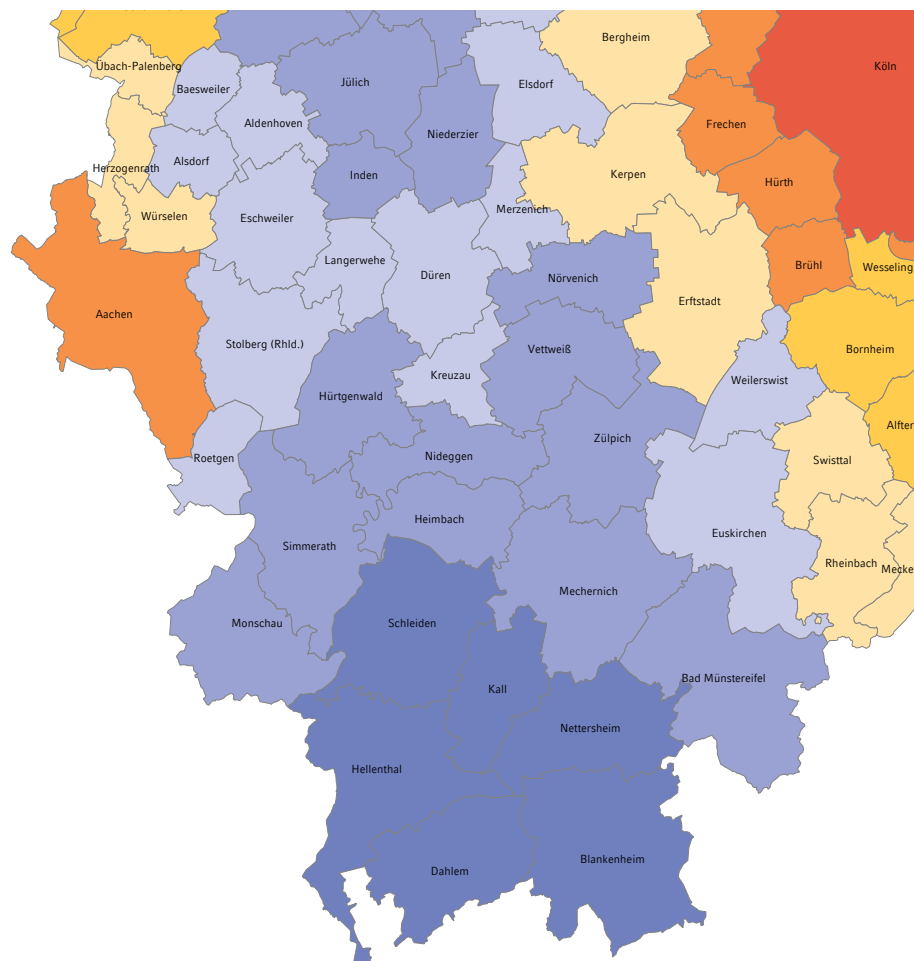 Bergheim
Köln
Übach-Palenberg
Jülich
Elsdorf
Baesweiler
Aldenhoven
Frechen
Niederzier
Alsdorf
Herzogenrath
Inden
Kerpen
Hürth
Merzenich
Würselen
Eschweiler
Langerwehe
Düren
Nörvenich
Brühl
Wesseling
Erftstadt
Aachen
Stolberg (Rhld.)
Vettweiß
Bornheim
Kreuzau
Weilerswist
Hürtgenwald
Alfter
Zülpich
Roetgen
Nideggen
Swisttal
Heimbach
Euskirchen
Simmerath
Rheinbach
Mecke
Mechernich
Monschau
Schleiden
Bad Münstereifel
Kall
Nettersheim
Hellenthal
Blankenheim
Dahlem